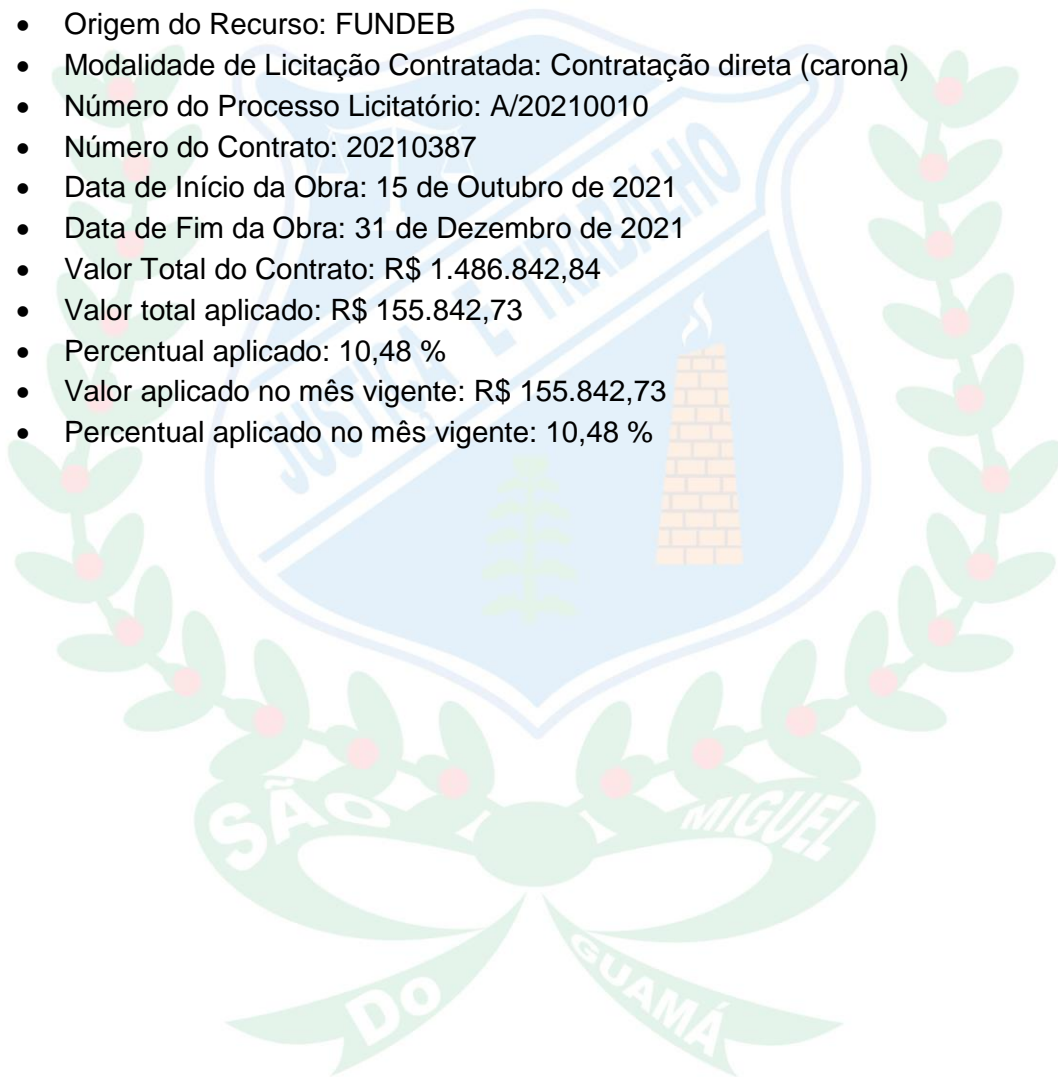 • Origem do Recurso: FUNDEB
• Modalidade de Licitação Contratada: Contratação direta (carona)
• Número do Processo Licitatório: A/20210010
• Número do Contrato: 20210387
• Data de Início da Obra: 15 de Outubro de 2021
• Data de Fim da Obra: 31 de Dezembro de 2021
• Valor Total do Contrato: R$ 1.486.842,84
• Valor total aplicado: R$ 155.842,73
• Percentual aplicado: 10,48 %
• Valor aplicado no mês vigente: R$ 155.842,73
• Percentual aplicado no mês vigente: 10,48 %
JUSTIÇA E TRABALHO
SÃO MIGUEL
DO GUAMÁ